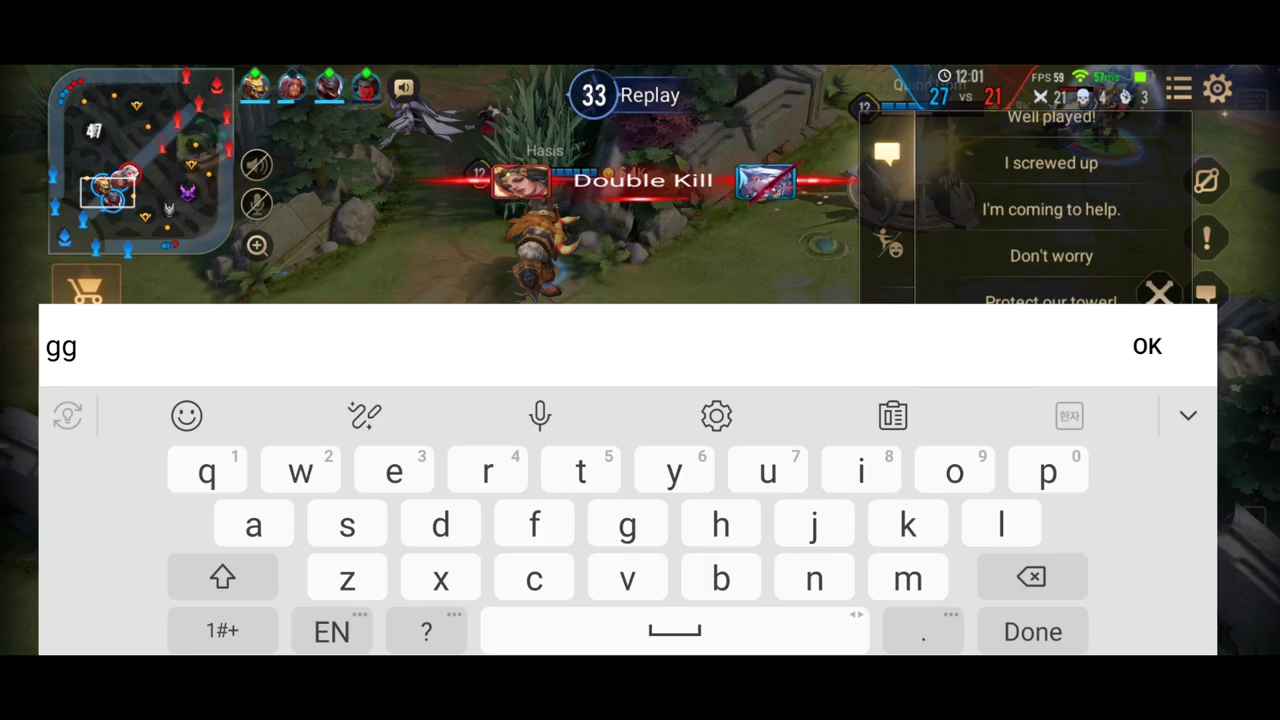 12:01
FPS 59
57ms
33 Replay
27 vs 21
21 4 3
47
12
12
Hasis
12
Double Kill
Well played!
I screwed up
I'm coming to help.
Don't worry
Protect our tower!
gg
OK
한자
q 1 w 2 e 3 r 4 t 5 y 6 u 7 i 8 o 9 p 0
a s d f g h j k l
z x c v b n m
1#+ EN ? . Done